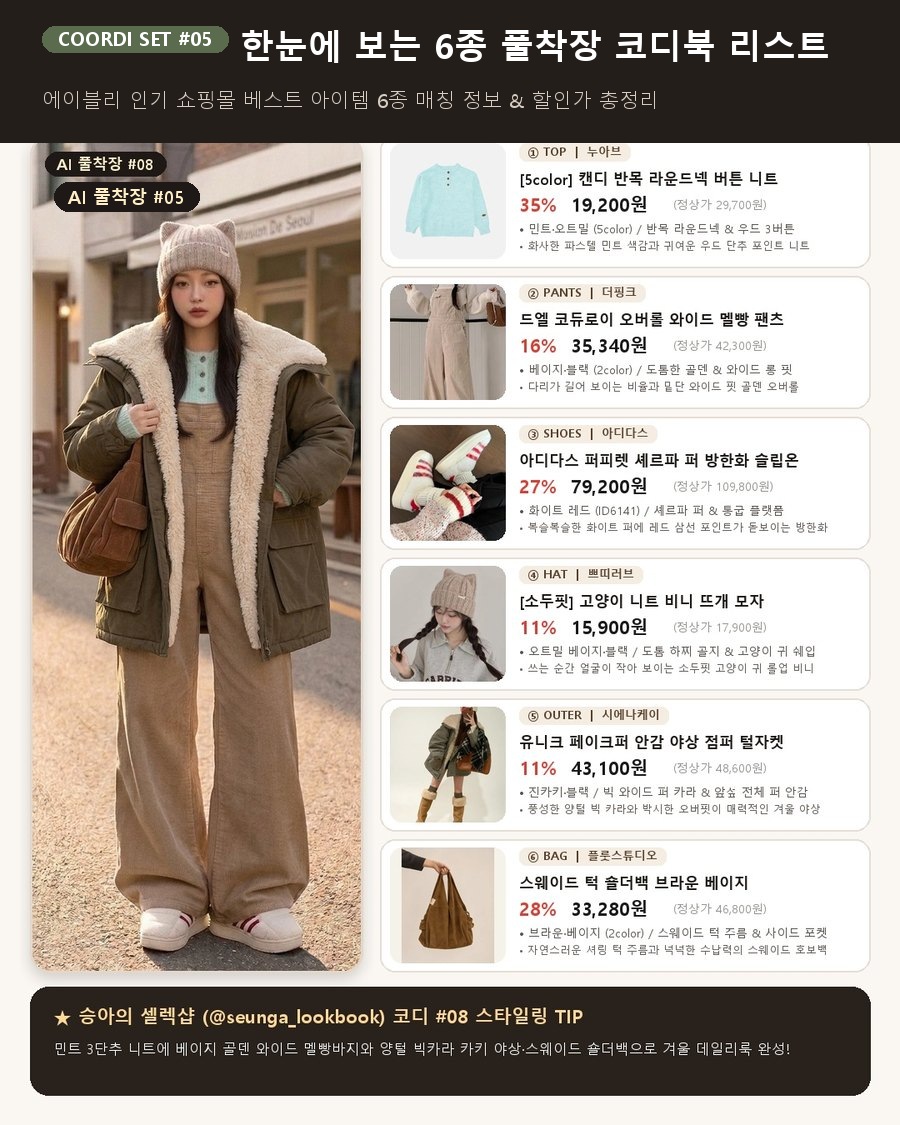 COORDI SET #05 한눈에 보는 6종 풀착장 코디북 리스트
에이블리 인기 쇼핑몰 베스트 아이템 6종 매칭 정보 & 할인가 총정리
AI 풀착장 #08
AI 풀착장 #05
① TOP | 누아브
[5color] 캔디 반목 라운드넥 버튼 니트
35% 19,200원 (정상가 29,700원)
• 민트·오트밀 (5color) / 반목 라운드넥 & 우드 3버튼
• 화사한 파스텔 민트 색감과 귀여운 우드 단추 포인트 니트
② PANTS | 더핑크
드엘 코듀로이 오버롤 와이드 멜빵 팬츠
16% 35,340원 (정상가 42,300원)
• 베이지·블랙 (2color) / 도톰한 골덴 & 와이드 롱 핏
• 다리가 길어 보이는 비율과 밑단 와이드 핏 골덴 오버롤
③ SHOES | 아디다스
아디다스 퍼피렛 셰르파 퍼 방한화 슬립온
27% 79,200원 (정상가 109,800원)
• 화이트 레드 (ID6141) / 셰르파 퍼 & 통굽 플랫폼
• 복슬복슬한 화이트 퍼에 레드 삼선 포인트가 돋보이는 방한화
④ HAT | 쁘띠러브
[소두핏] 고양이 니트 비니 뜨개 모자
11% 15,900원 (정상가 17,900원)
• 오트밀 베이지·블랙 / 도톰 하찌 골지 & 고양이 귀 쉐입
• 쓰는 순간 얼굴이 작아 보이는 소두핏 고양이 귀 롤업 비니
⑤ OUTER | 시에나케이
유니크 페이크퍼 안감 야상 점퍼 털자켓
11% 43,100원 (정상가 48,600원)
• 진카키·블랙 / 빅 와이드 퍼 카라 & 앞섶 전체 퍼 안감
• 풍성한 양털 빅 카라와 박시한 오버핏이 매력적인 겨울 야상
⑥ BAG | 플롯스튜디오
스웨이드 턱 숄더백 브라운 베이지
28% 33,280원 (정상가 46,800원)
• 브라운·베이지 (2color) / 스웨이드 턱 주름 & 사이드 포켓
• 자연스러운 셔링 턱 주름과 넉넉한 수납력의 스웨이드 호보백
★ 승아의 셀렉샵 (@seunga_lookbook) 코디 #08 스타일링 TIP
민트 3단추 니트에 베이지 골덴 와이드 멜빵바지와 양털 빅카라 카키 야상·스웨이드 숄더백으로 겨울 데일리룩 완성!